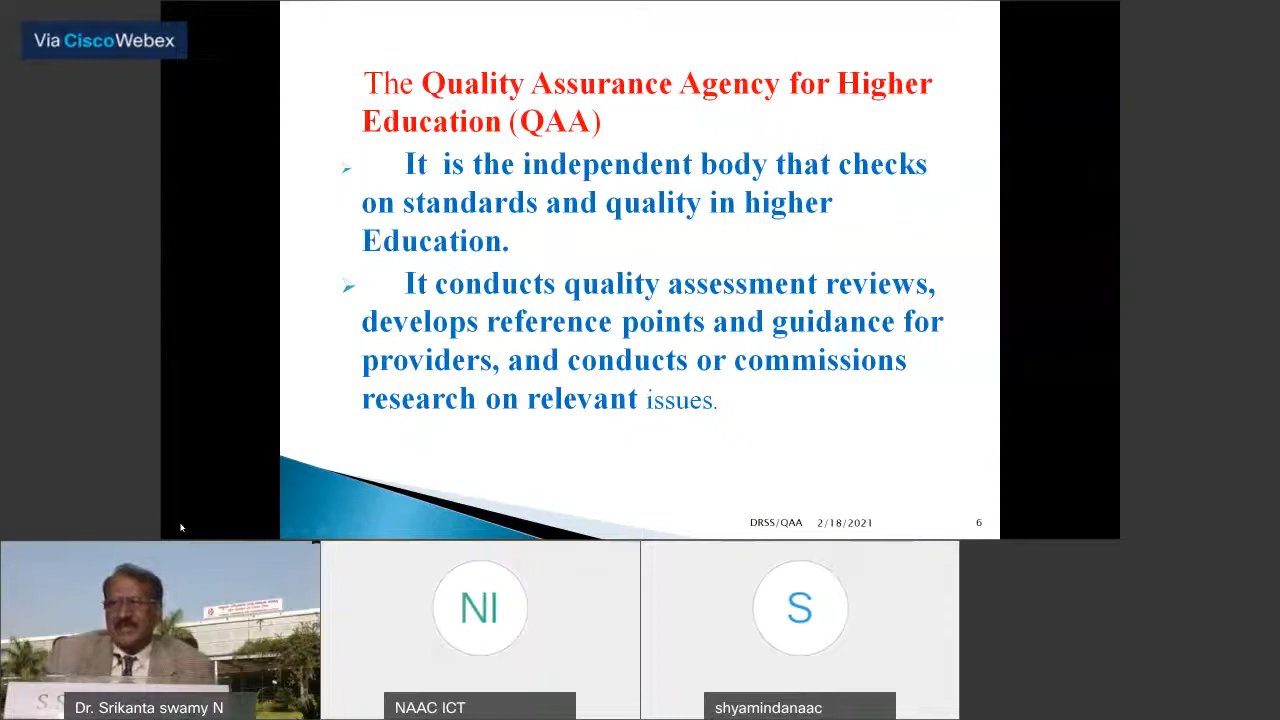 Via CiscoWebex
The Quality Assurance Agency for Higher
Education (QAA)
It is the independent body that checks
on standards and quality in higher
Education.
It conducts quality assessment reviews,
develops reference points and guidance for
providers, and conducts or commissions
research on relevant issues.
DRSS/QAA 2/18/2021 6
NI
S
S S
Dr. Srikanta swamy N
NAAC ICT
shyamindanaac